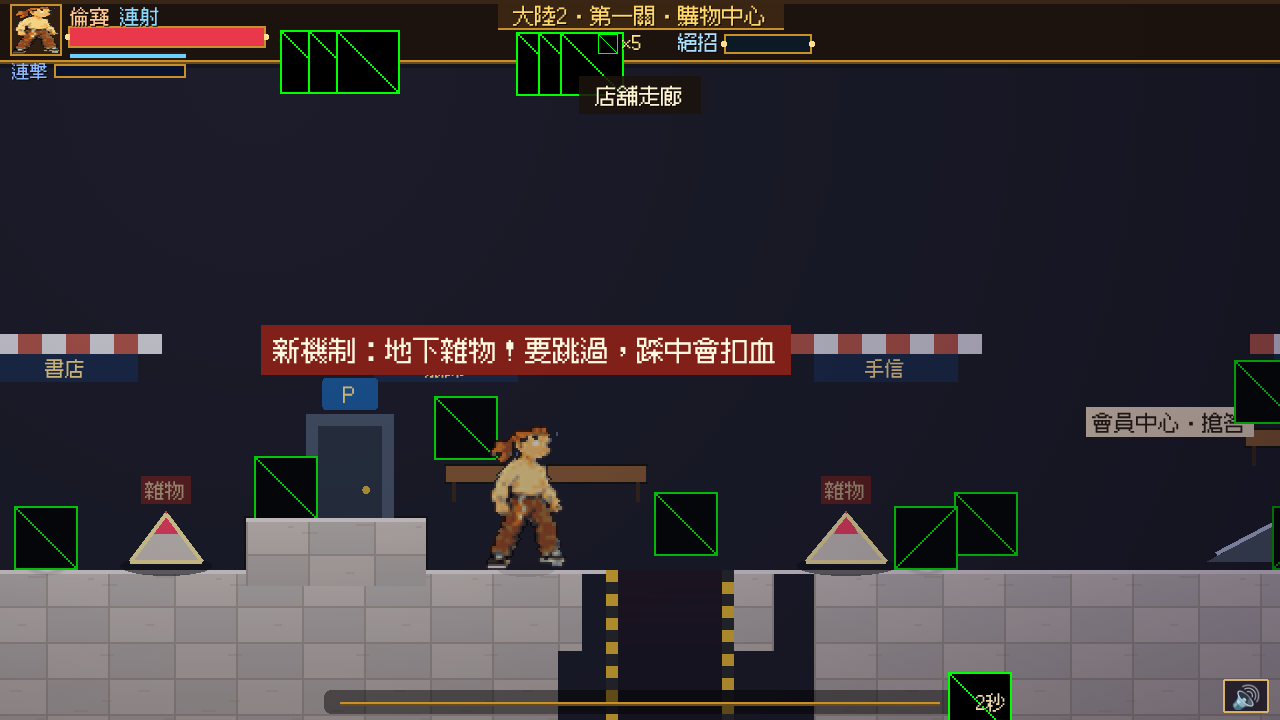 倫寶 連射
大陸2·第一關·購物中心
×5 絕招
連擊
店舖走廊
新機制：地下雜物！要跳過，踩中會扣血
書店
手信
P
會員中心·搶答
雜物
雜物
2秒